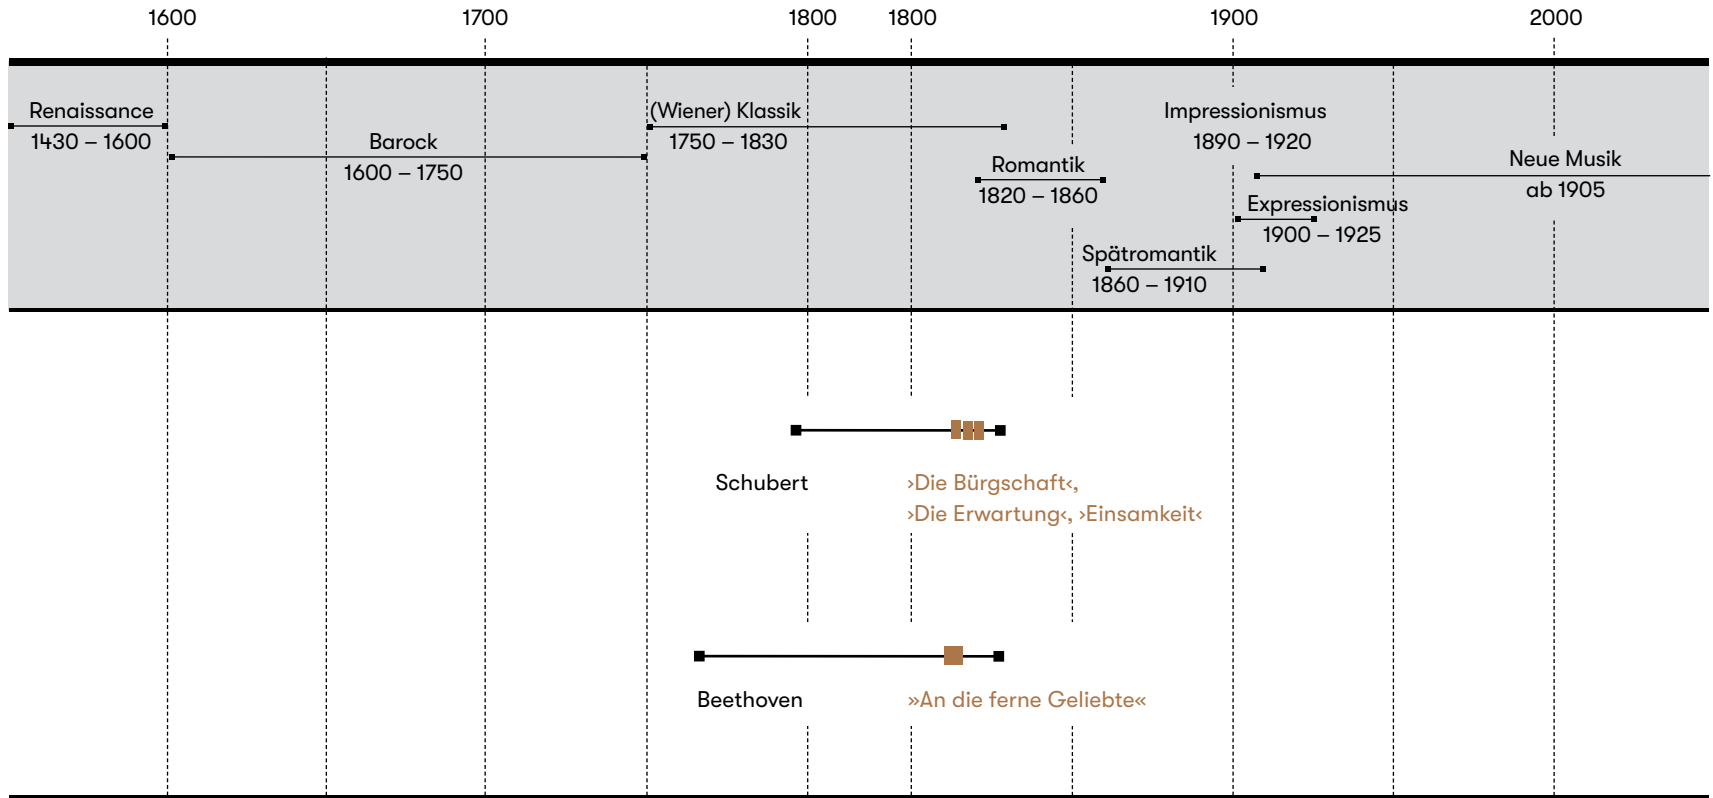 1600 1700 1800 1800 1900 2000
Renaissance
1430 – 1600
Barock
1600 – 1750
(Wiener) Klassik
1750 – 1830
Romantik
1820 – 1860
Impressionismus
1890 – 1920
Neue Musik
ab 1905
Expressionismus
1900 – 1925
Spätromantik
1860 – 1910
Schubert
›Die Bürgschaft‹,
›Die Erwartung‹, ›Einsamkeit‹
Beethoven
»An die ferne Geliebte«